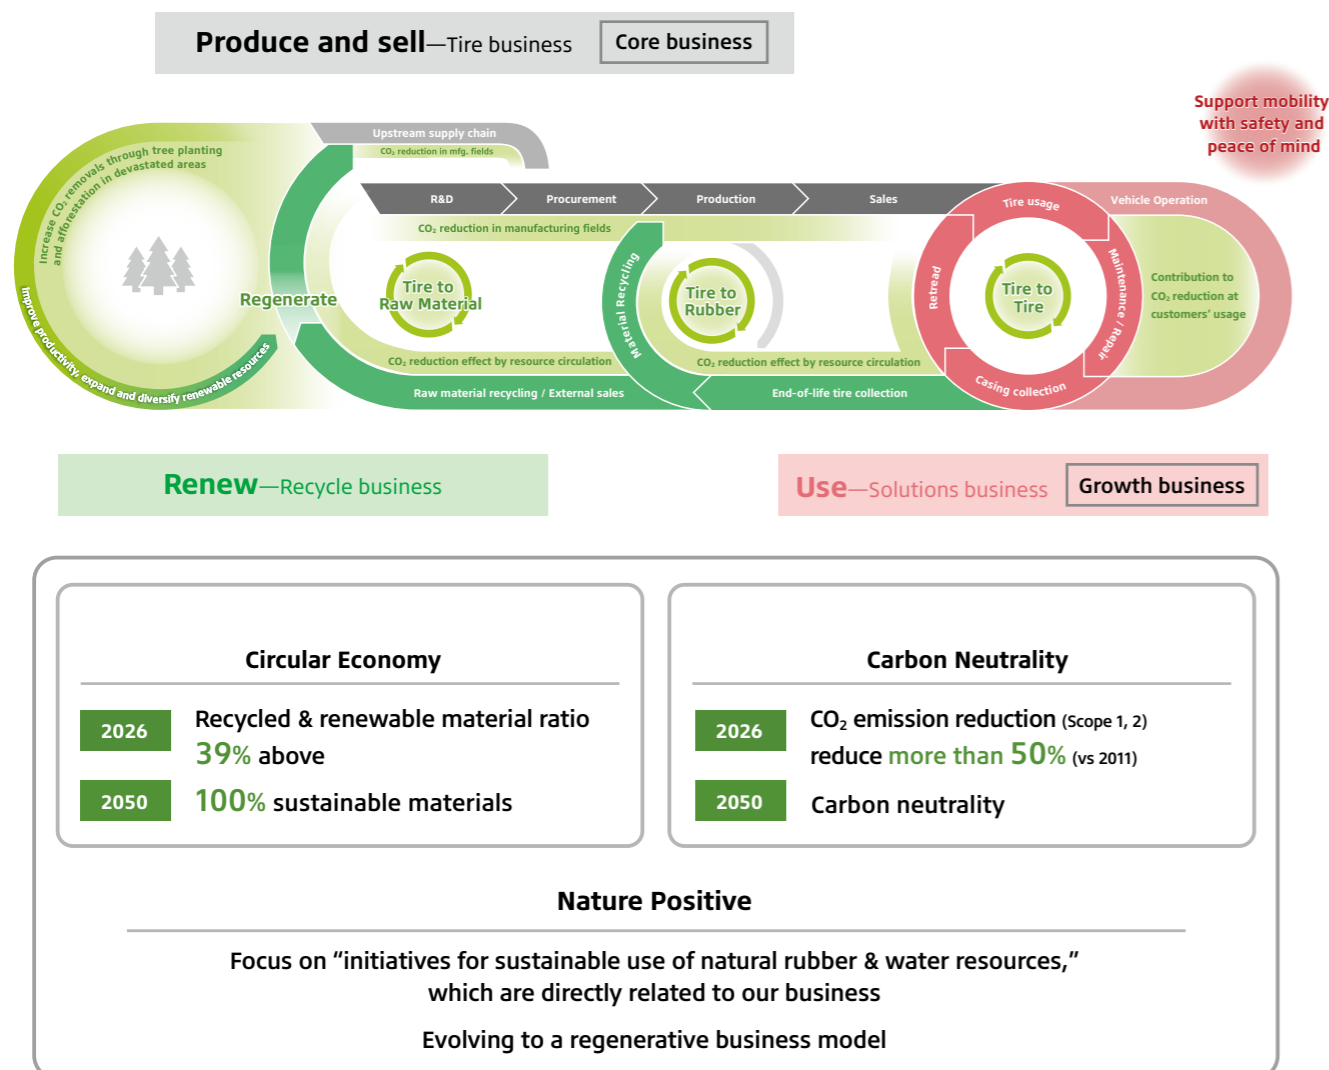 Produce and sell—Tire business
Core business
Support mobility
with safety and
peace of mind
Upstream supply chain
CO₂ reduction in mfg. fields
Increase CO₂ removals through tree planting
and afforestation in devastated areas
R&D
Procurement
Production
Sales
Tire usage
Vehicle Operation
CO₂ reduction in manufacturing fields
Regenerate
Tire to
Raw Material
Material Recycling
Tire to
Rubber
Retread
Tire to
Tire
Maintenance / Repair
Contribution to
CO₂ reduction at
customers' usage
Improve productivity, expand and diversify renewable resources
CO₂ reduction effect by resource circulation
CO₂ reduction effect by resource circulation
Casing collection
Raw material recycling / External sales
End-of-life tire collection
Renew—Recycle business
Use—Solutions business
Growth business
Circular Economy
2026
Recycled & renewable material ratio
39% above
2050
100% sustainable materials
Carbon Neutrality
2026
CO₂ emission reduction (Scope 1, 2)
reduce more than 50% (vs 2011)
2050
Carbon neutrality
Nature Positive
Focus on “initiatives for sustainable use of natural rubber & water resources,”
which are directly related to our business
Evolving to a regenerative business model